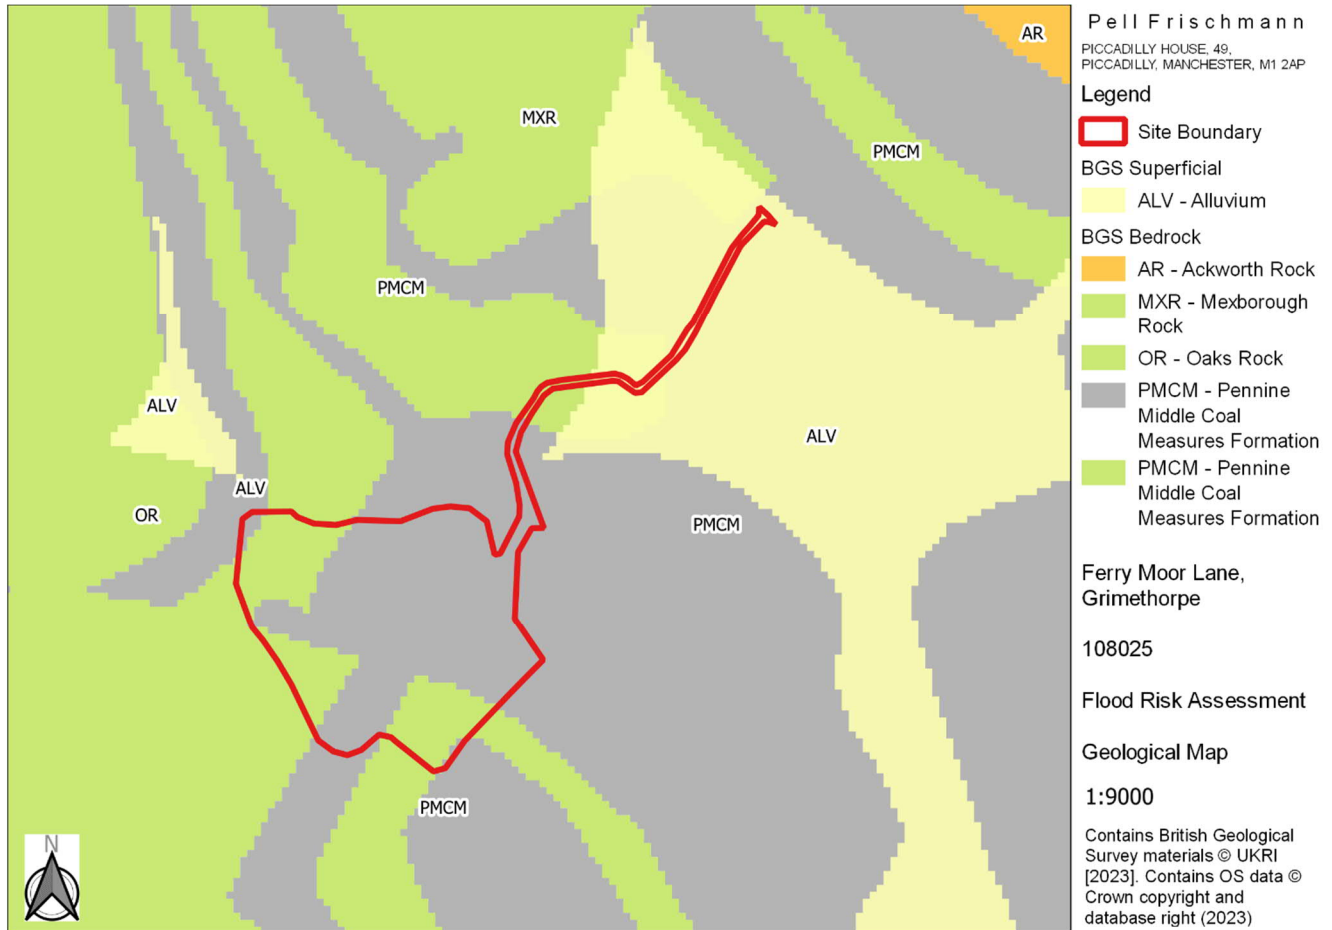 AR
MXR
PMCM
PMCM
ALV
ALV
ALV
OR
PMCM
PMCM
N
Pell Frischmann
PICCADILLY HOUSE, 49,
PICCADILLY, MANCHESTER, M1 2AP
Legend
Site Boundary
BGS Superficial
ALV - Alluvium
BGS Bedrock
AR - Ackworth Rock
MXR - Mexborough
Rock
OR - Oaks Rock
PMCM - Pennine
Middle Coal
Measures Formation
PMCM - Pennine
Middle Coal
Measures Formation
Ferry Moor Lane,
Grimethorpe
108025
Flood Risk Assessment
Geological Map
1:9000
Contains British Geological
Survey materials © UKRI
[2023]. Contains OS data ©
Crown copyright and
database right (2023)